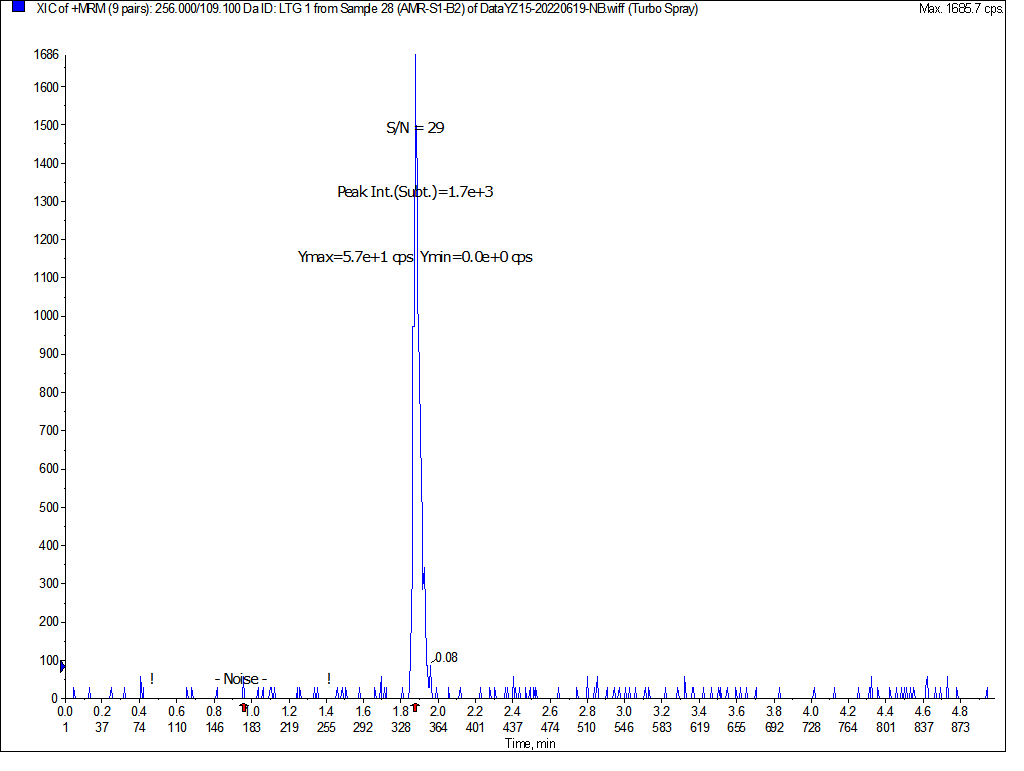 XIC of +MRM (9 pairs): 256.000/109.100 Da ID: LTG 1 from Sample 28 (AMR-S1-B2) of DataYZ15-20220619-NB.wiff (Turbo Spray)
Max. 1685.7 cps.
1686
1600
1500
S/N = 29
1400
1300
Peak Int.(Subt.)=1.7e+3
1200
Ymax=5.7e+1 cps Ymin=0.0e+0 cps
1100
1000
900
800
700
600
500
400
300
200
100
0.08
! - Noise - !
0
0.0 0.2 0.4 0.6 0.8 1.0 1.2 1.4 1.6 1.8 2.0 2.2 2.4 2.6 2.8 3.0 3.2 3.4 3.6 3.8 4.0 4.2 4.4 4.6 4.8
1 37 74 110 146 183 219 255 292 328 364 401 437 474 510 546 583 619 655 692 728 764 801 837 873
Time, min